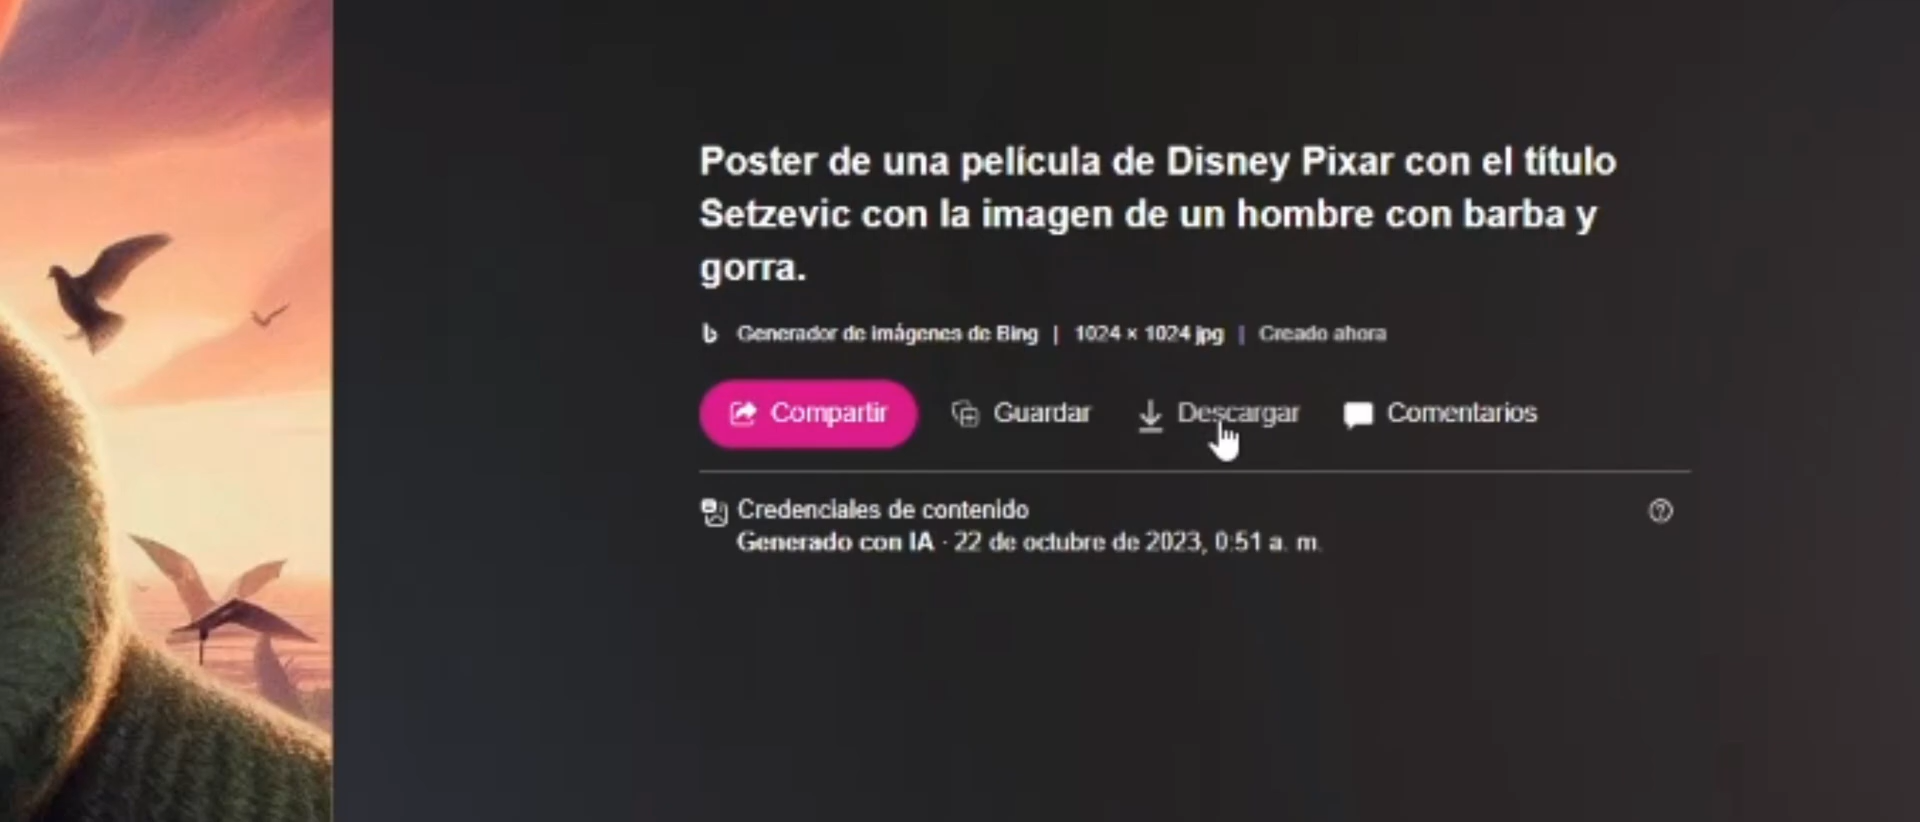 Poster de una película de Disney Pixar con el título
Setzevic con la imagen de un hombre con barba y
gorra.
Generador de imágenes de Bing | 1024 × 1024 jpg | Creado ahora
Compartir Guardar Descargar Comentarios
Credenciales de contenido
Generado con IA · 22 de octubre de 2023, 0:51 a. m.